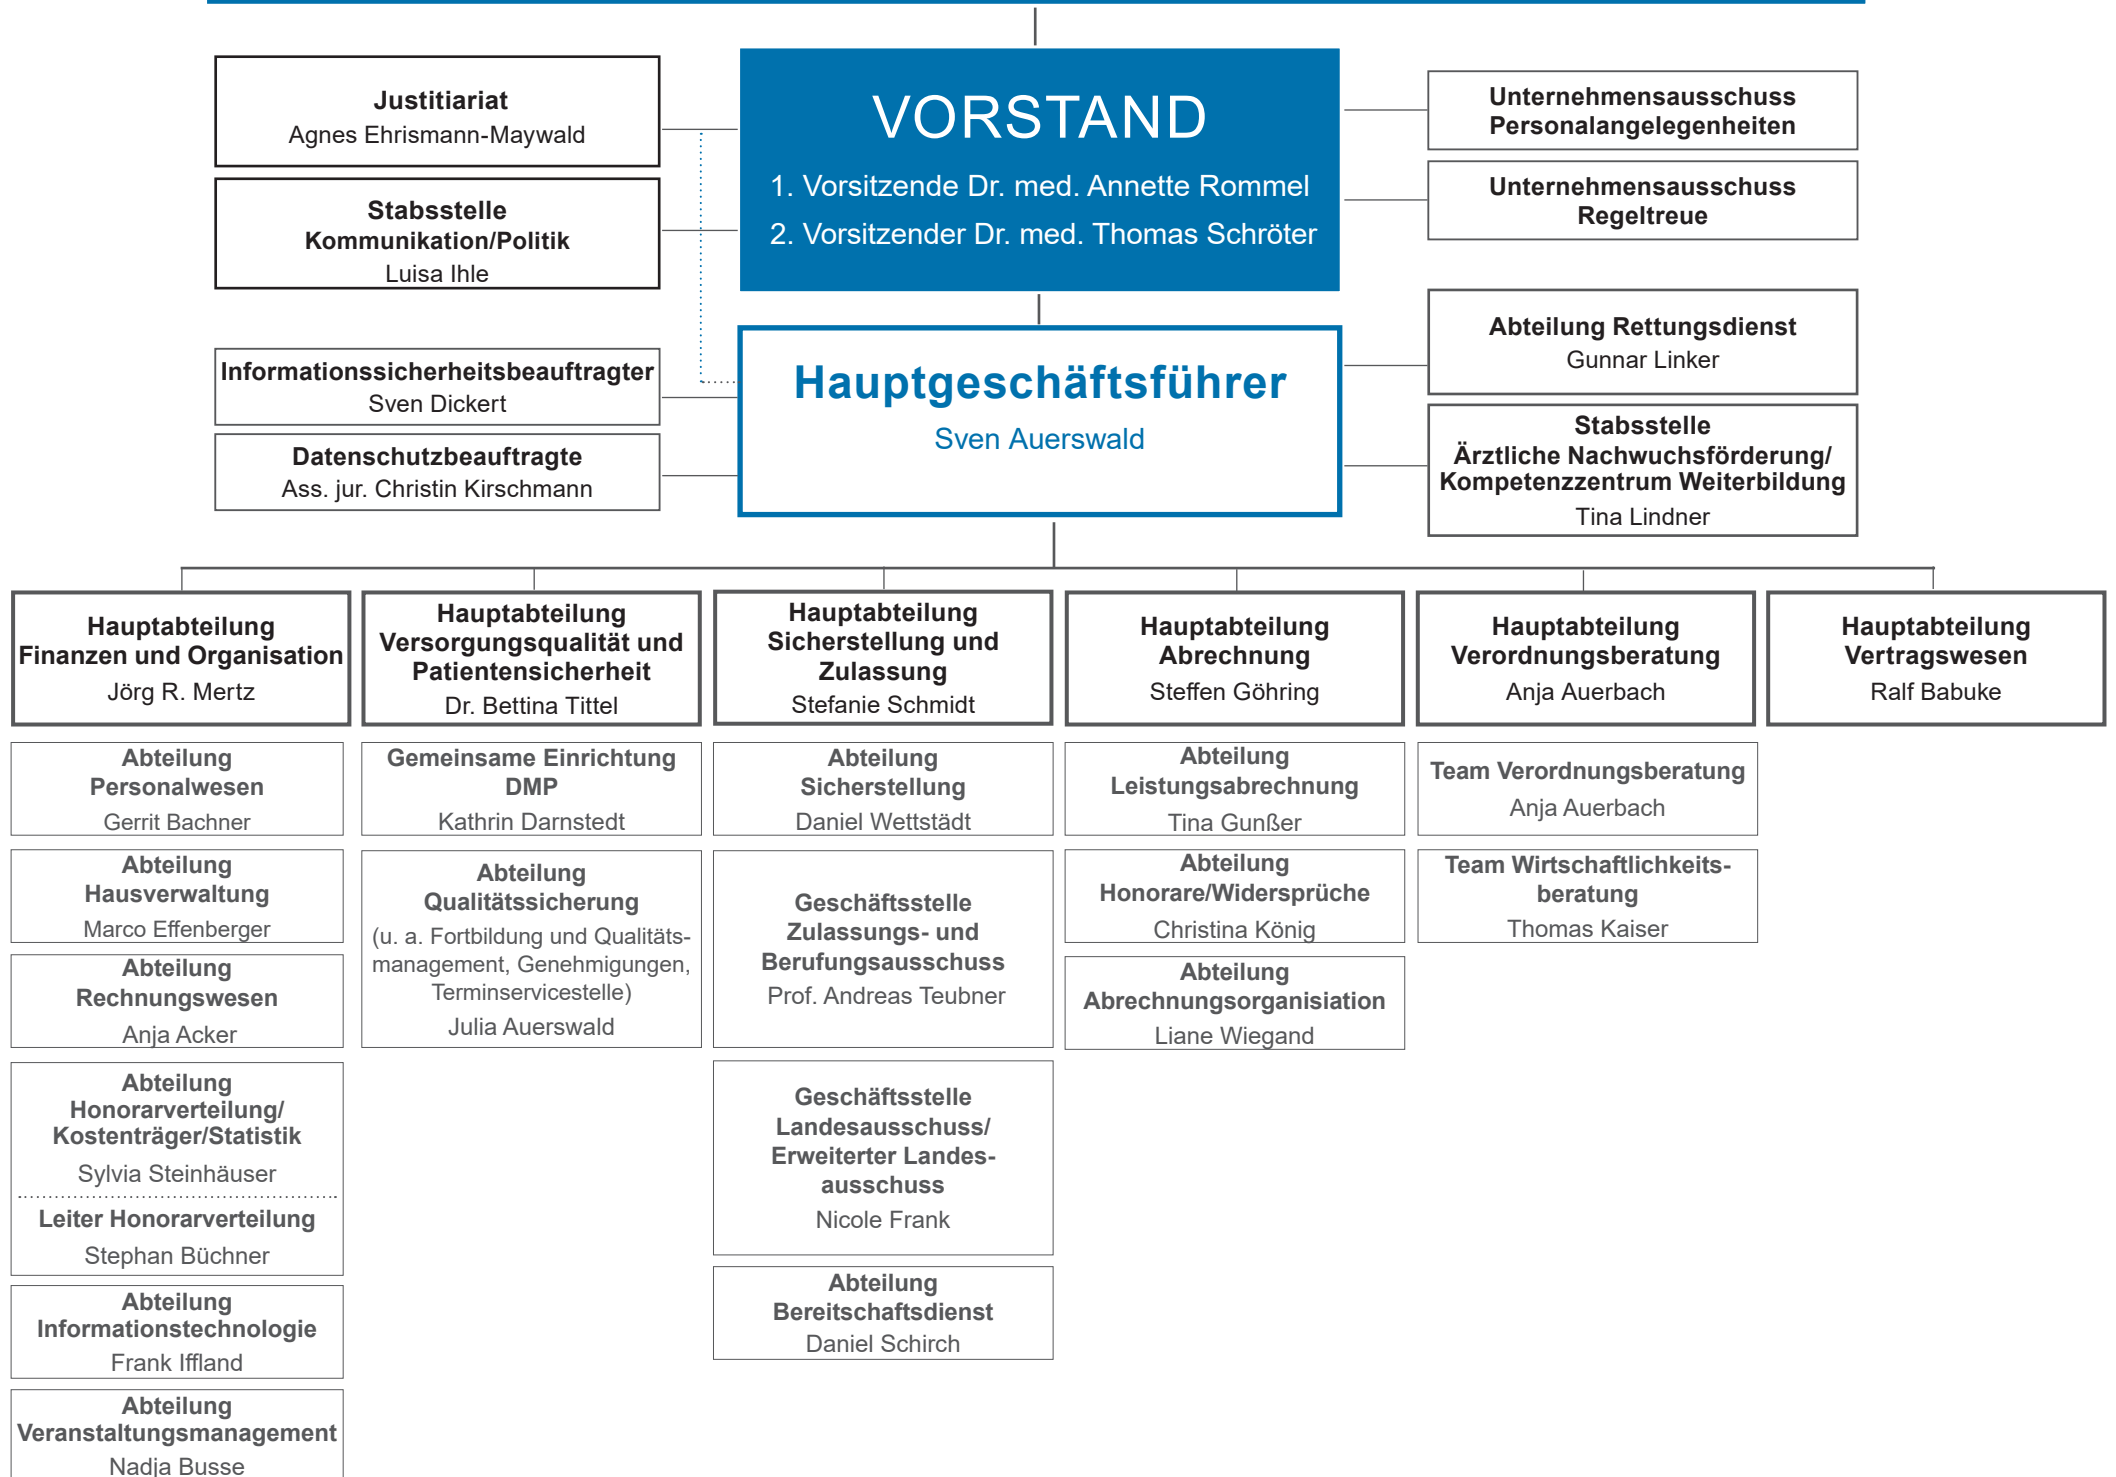 Justitiariat
Agnes Ehrismann-Maywald
Stabsstelle
Kommunikation/Politik
Luisa Ihle
VORSTAND
1. Vorsitzende Dr. med. Annette Rommel
2. Vorsitzender Dr. med. Thomas Schröter
Unternehmensausschuss
Personalangelegenheiten
Unternehmensausschuss
Regeltreue
Informationssicherheitsbeauftragter
Sven Dickert
Datenschutzbeauftragte
Ass. jur. Christin Kirschmann
Hauptgeschäftsführer
Sven Auerswald
Abteilung Rettungsdienst
Gunnar Linker
Stabsstelle
Ärztliche Nachwuchsförderung/
Kompetenzzentrum Weiterbildung
Tina Lindner
Hauptabteilung
Finanzen und Organisation
Jörg R. Mertz
Abteilung
Personalwesen
Gerrit Bachner
Abteilung
Hausverwaltung
Marco Effenberger
Abteilung
Rechnungswesen
Anja Acker
Abteilung
Honorarverteilung/
Kostenträger/Statistik
Sylvia Steinhäuser
Leiter Honorarverteilung
Stephan Büchner
Abteilung
Informationstechnologie
Frank Iffland
Abteilung
Veranstaltungsmanagement
Nadja Busse
Hauptabteilung
Versorgungsqualität und
Patientensicherheit
Dr. Bettina Tittel
Gemeinsame Einrichtung
DMP
Kathrin Darnstedt
Abteilung
Qualitätssicherung
(u. a. Fortbildung und Qualitäts-
management, Genehmigungen,
Terminservicestelle)
Julia Auerswald
Hauptabteilung
Sicherstellung und
Zulassung
Stefanie Schmidt
Abteilung
Sicherstellung
Daniel Wettstädt
Geschäftsstelle
Zulassungs- und
Berufungsausschuss
Prof. Andreas Teubner
Geschäftsstelle
Landesausschuss/
Erweiterter Landes-
ausschuss
Nicole Frank
Abteilung
Bereitschaftsdienst
Daniel Schirch
Hauptabteilung
Abrechnung
Steffen Göhring
Abteilung
Leistungsabrechnung
Tina Gunßer
Abteilung
Honorare/Widersprüche
Christina König
Abteilung
Abrechnungsorganisiation
Liane Wiegand
Hauptabteilung
Verordnungsberatung
Anja Auerbach
Team Verordnungsberatung
Anja Auerbach
Team Wirtschaftlichkeits-
beratung
Thomas Kaiser
Hauptabteilung
Vertragswesen
Ralf Babuke